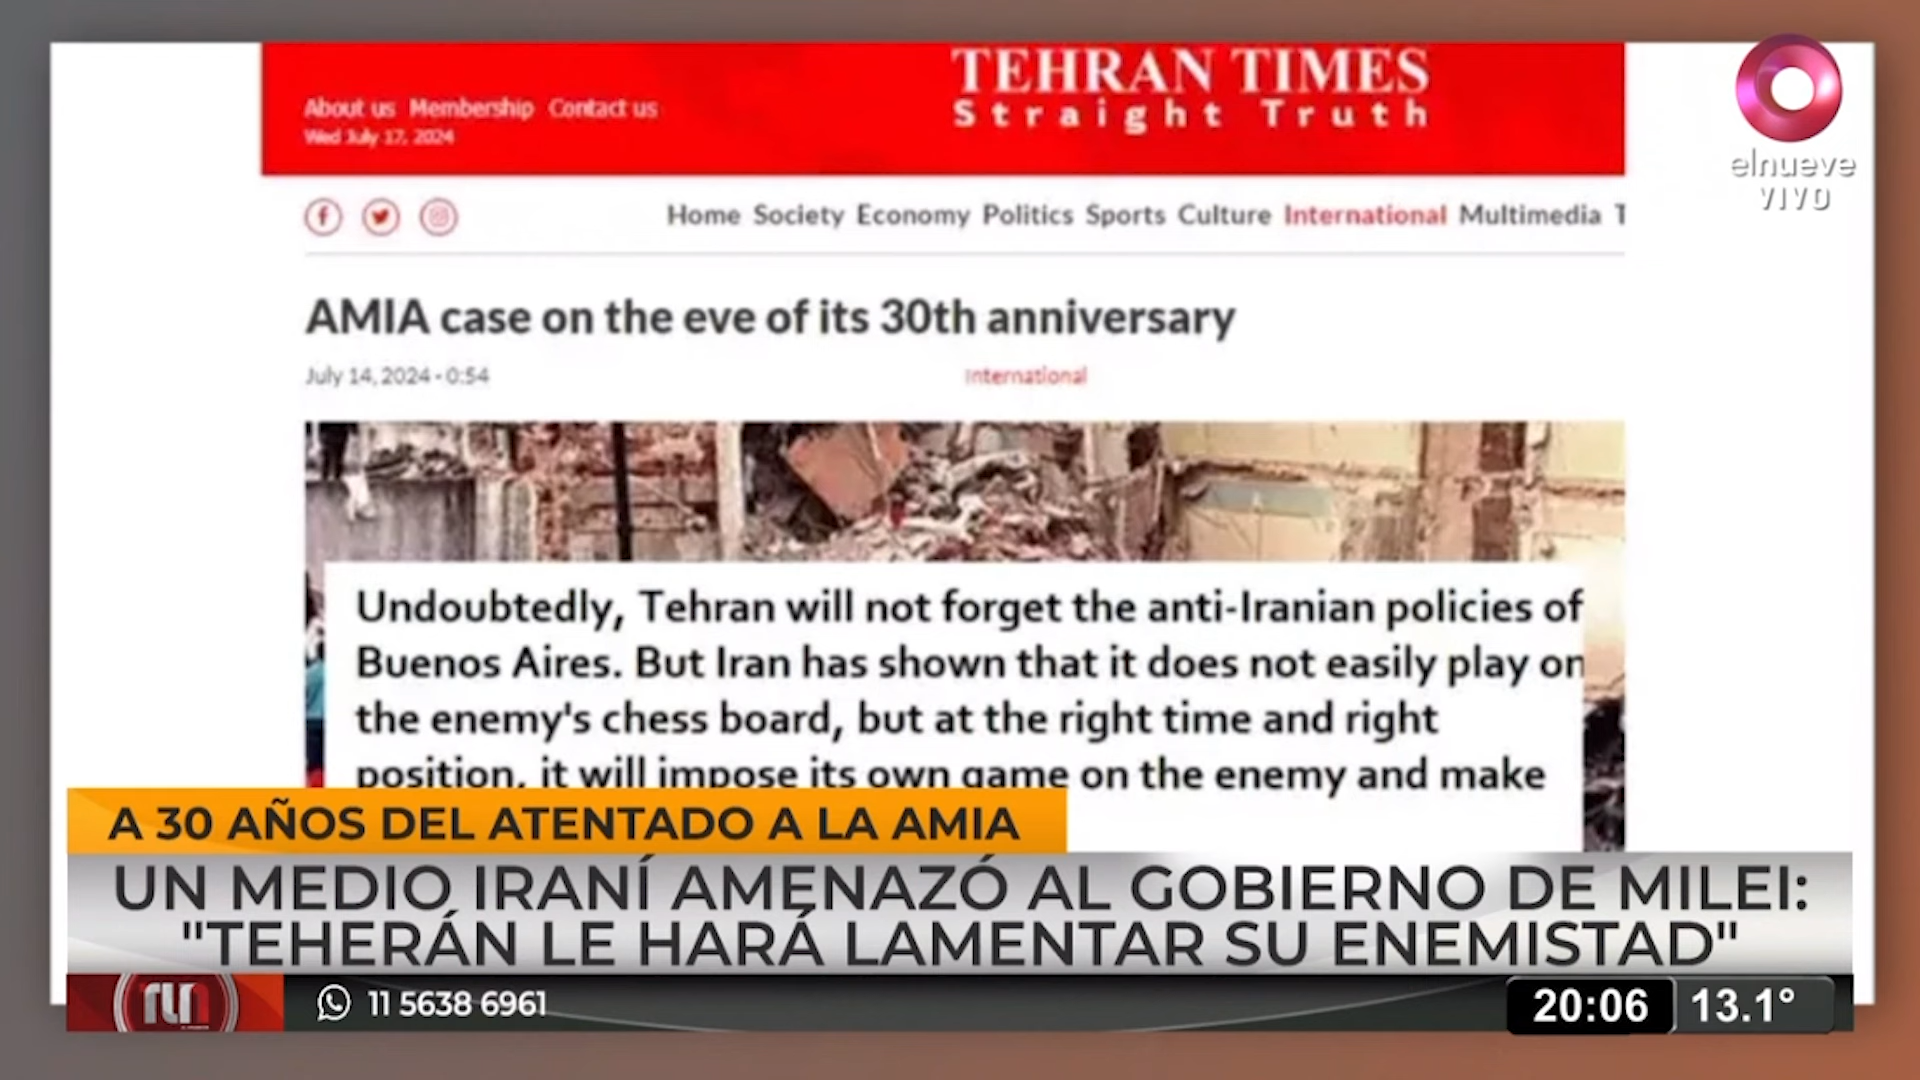 TEHRAN TIMES
Straight Truth
About us Membership Contact us
Wed July 17, 2024
elnueve
VIVO
Home Society Economy Politics Sports Culture International Multimedia T
AMIA case on the eve of its 30th anniversary
July 14, 2024 - 0:54
International
Undoubtedly, Tehran will not forget the anti-Iranian policies of
Buenos Aires. But Iran has shown that it does not easily play on
the enemy's chess board, but at the right time and right
position, it will impose its own game on the enemy and make
A 30 AÑOS DEL ATENTADO A LA AMIA
UN MEDIO IRANÍ AMENAZÓ AL GOBIERNO DE MILEI:
"TEHERÁN LE HARÁ LAMENTAR SU ENEMISTAD"
11 5638 6961
20:06
13.1°